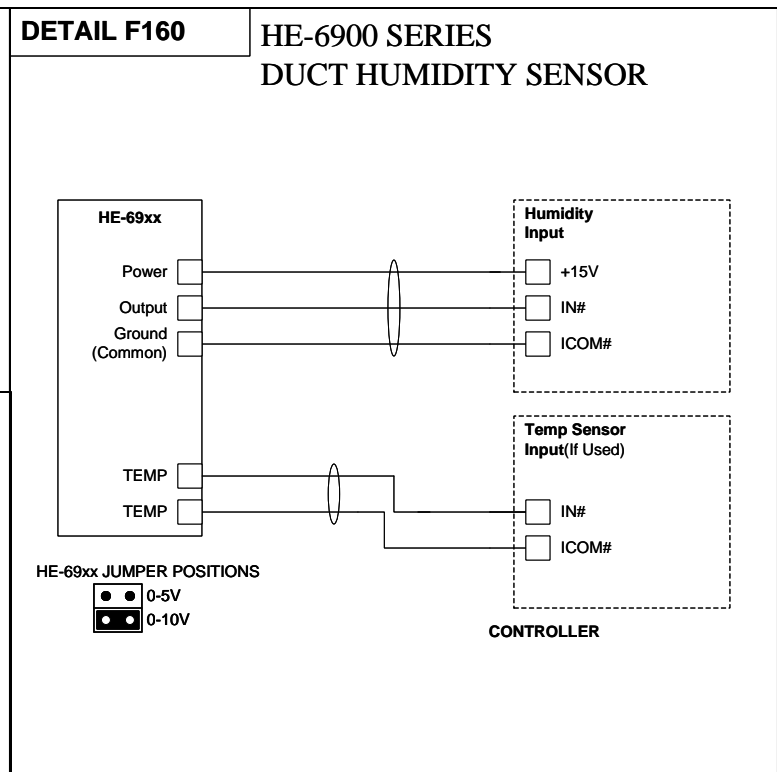 DETAIL F160
HE-6900 SERIES
DUCT HUMIDITY SENSOR
HE-69xx
Power
Output
Ground
(Common)
TEMP
TEMP
Humidity
Input
+15V
IN#
ICOM#
Temp Sensor
Input(If Used)
IN#
ICOM#
CONTROLLER
HE-69xx JUMPER POSITIONS
0-5V
0-10V